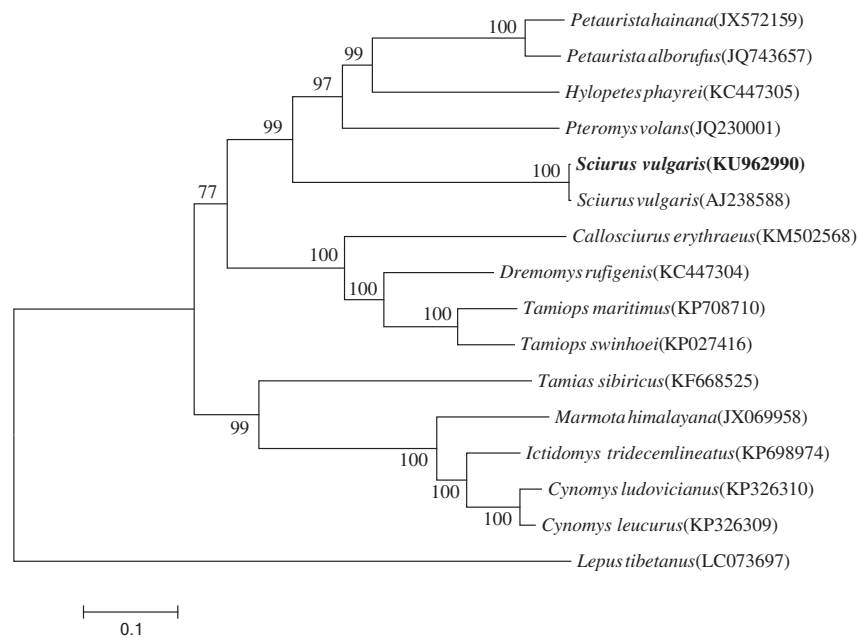 Petaurista hainana(JX572159)
100
Petaurista alborufus(JQ743657)
99
Hylopetes phayrei(KC447305)
97
Pteromys volans(JQ230001)
99
Sciurus vulgaris(KU962990)
100
Sciurus vulgaris(AJ238588)
77
Callosciurus erythraeus(KM502568)
100
Dremomys rufigenis(KC447304)
100
Tamiops maritimus(KP708710)
100
Tamiops swinhoei(KP027416)
Tamias sibiricus(KF668525)
99
Marmota himalayana(JX069958)
100
Ictidomys tridecemlineatus(KP698974)
100
Cynomys ludovicianus(KP326310)
100
Cynomys leucurus(KP326309)
Lepus tibetanus(LC073697)
0.1